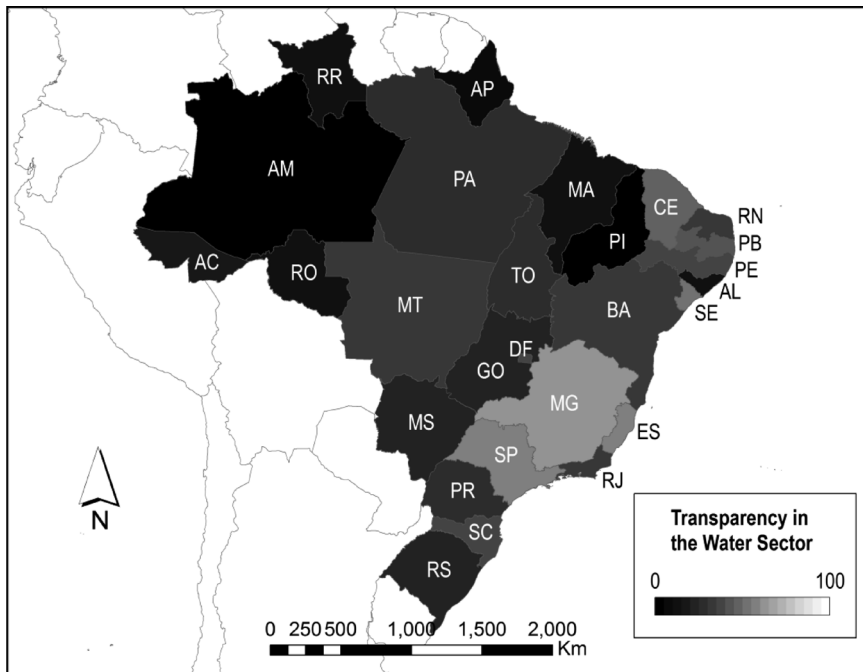 RR
AP
AM
PA
MA
CE
RN
PI
PB
PE
AC
RO
TO
AL
MT
BA
SE
DF
GO
MG
MS
ES
SP
RJ
PR
SC
RS
N
Transparency in
the Water Sector
0 100
0 250 500 1,000 1,500 2,000
Km